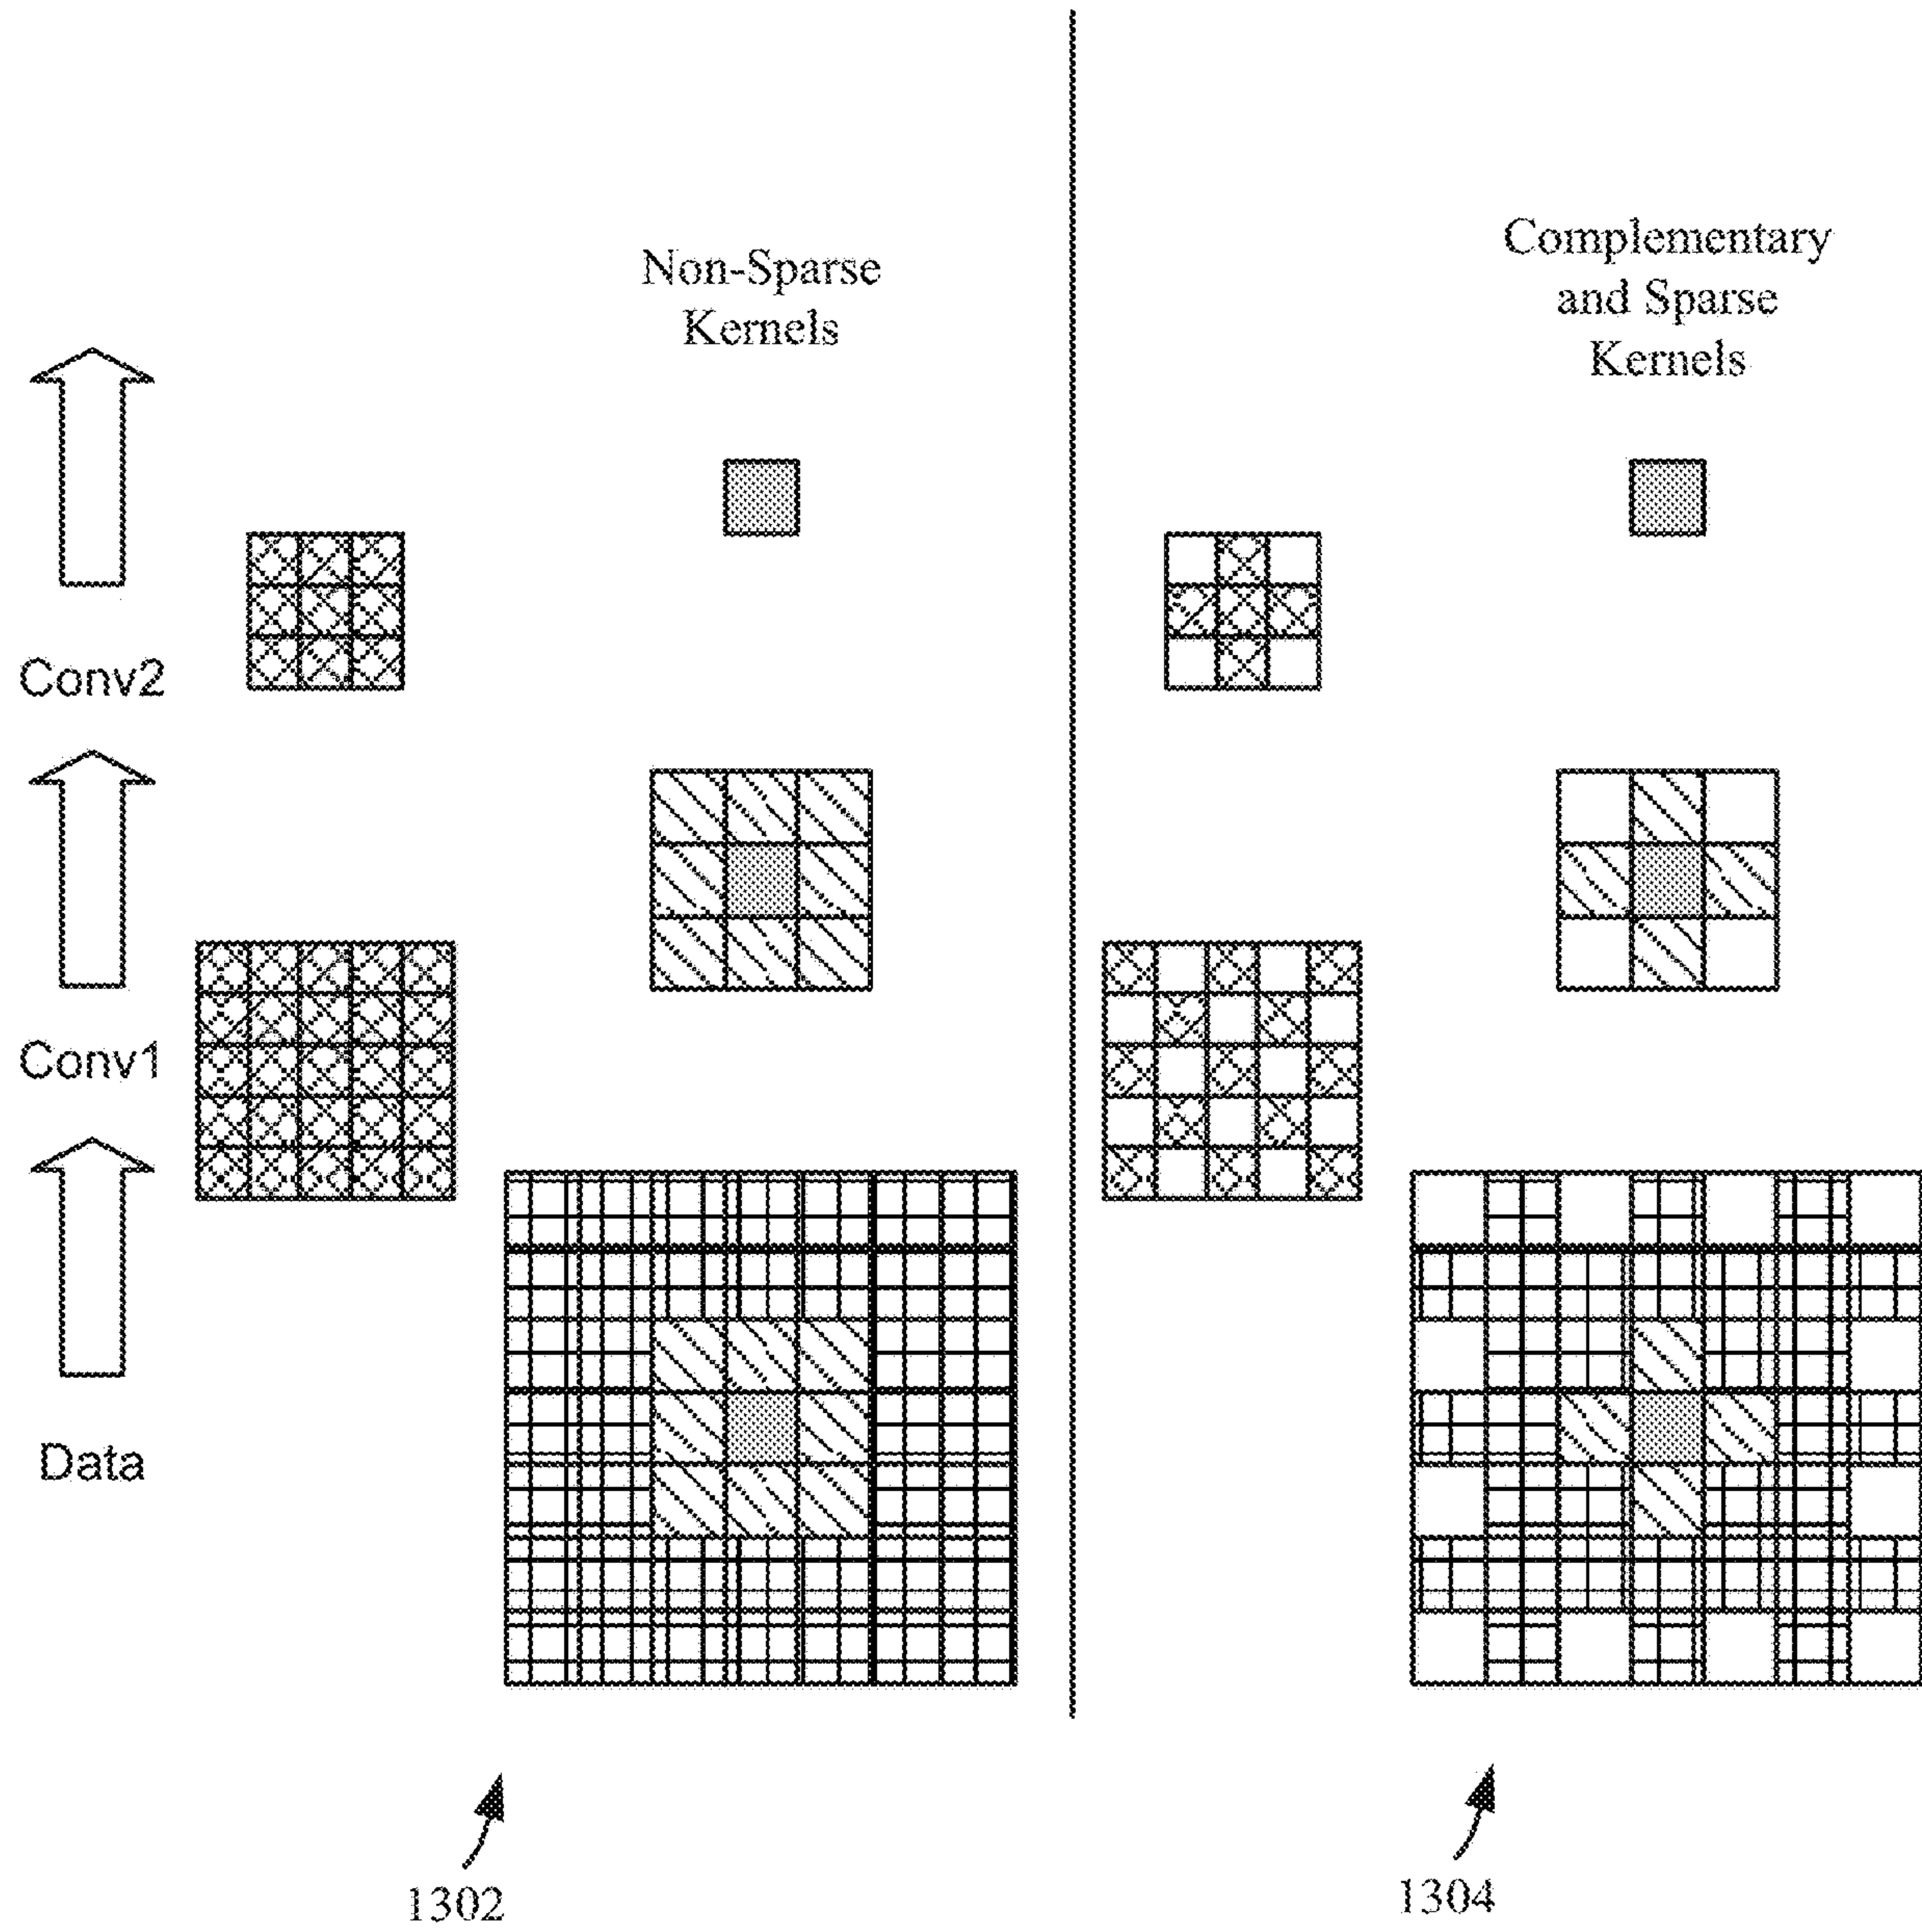 Non-Sparse
Kernels
Complementary
and Sparse
Kernels
Conv2
Conv1
Data
1302
1304